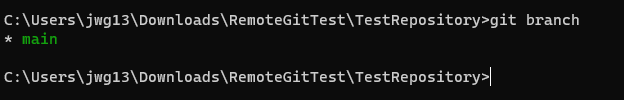 C:\Users\jwg13\Downloads\RemoteGitTest\TestRepository>git branch
* main
C:\Users\jwg13\Downloads\RemoteGitTest\TestRepository>